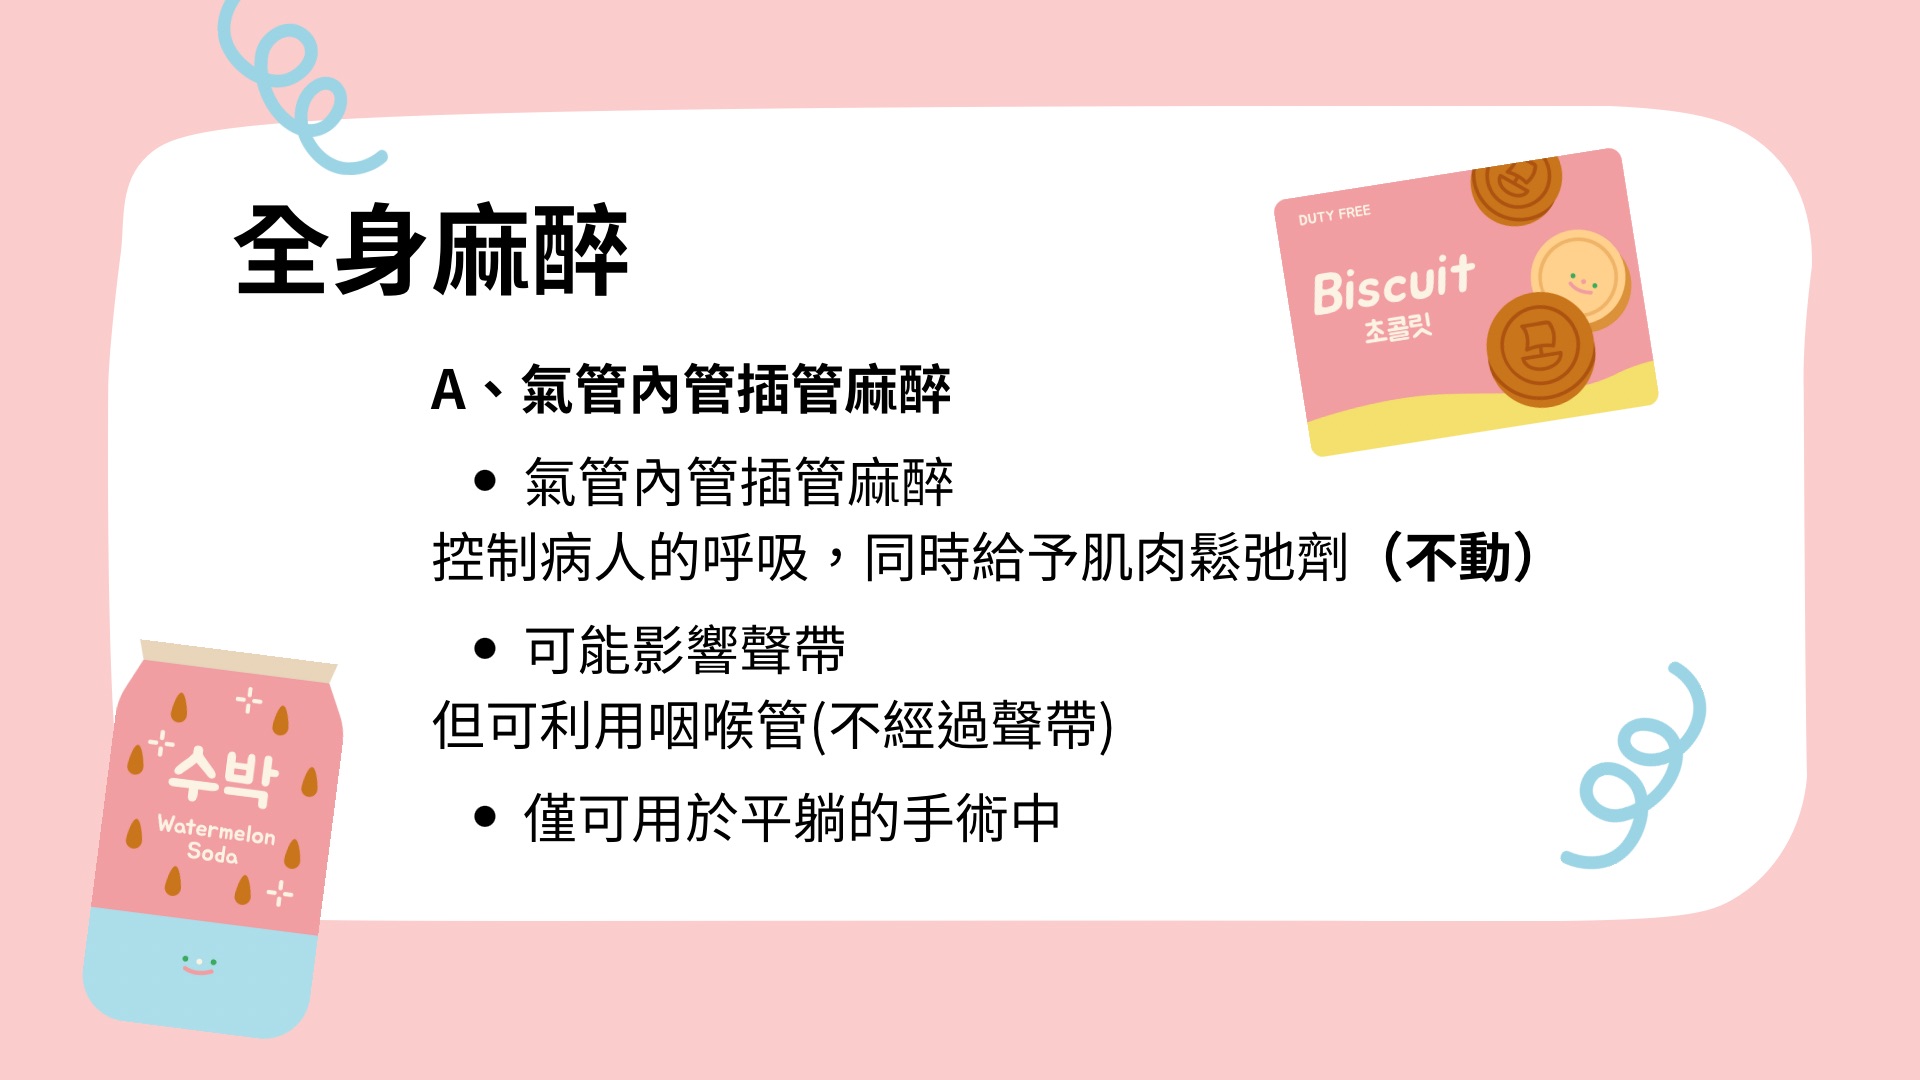 全身麻醉
DUTY FREE
Biscuit
초콜릿
A、氣管內管插管麻醉
• 氣管內管插管麻醉
控制病人的呼吸，同時給予肌肉鬆弛劑（不動）
• 可能影響聲帶
但可利用咽喉管(不經過聲帶)
• 僅可用於平躺的手術中
수박
Watermelon
Soda